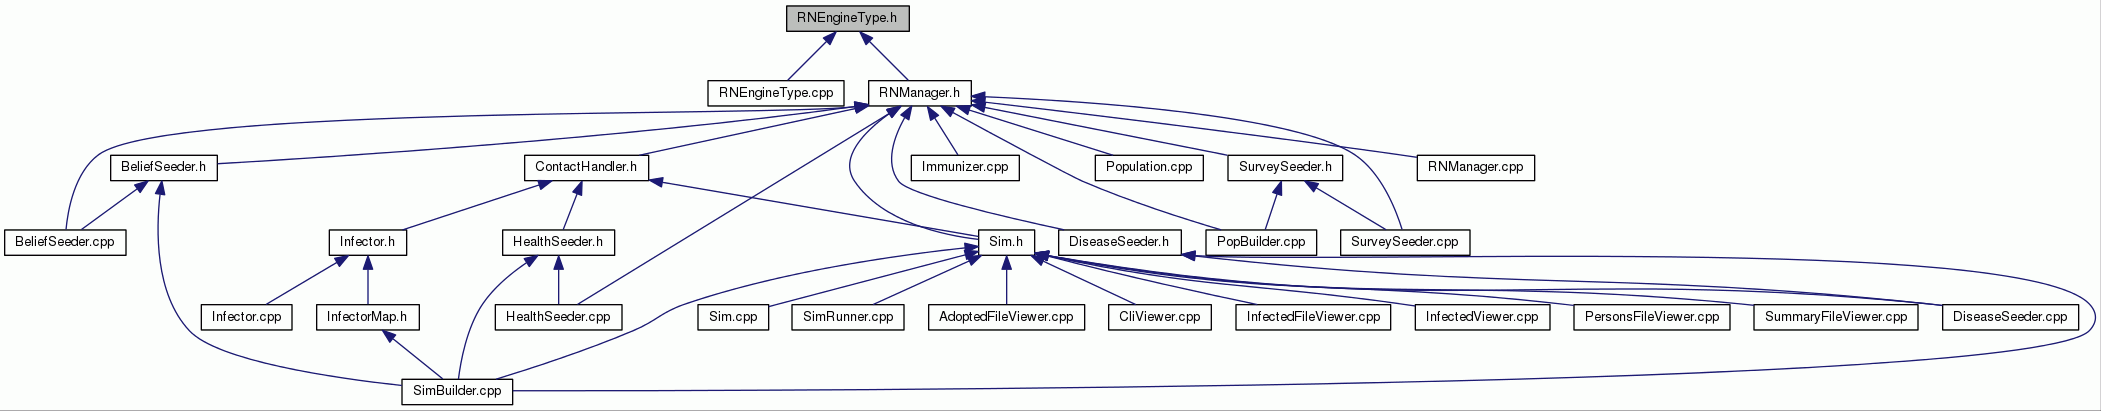 RNEngineType.h
RNEngineType.cpp
RNManager.h
BeliefSeeder.h
ContactHandler.h
Immunizer.cpp
Population.cpp
SurveySeeder.h
RNManager.cpp
BeliefSeeder.cpp
Infector.h
HealthSeeder.h
Sim.h
DiseaseSeeder.h
PopBuilder.cpp
SurveySeeder.cpp
Infector.cpp
InfectorMap.h
HealthSeeder.cpp
Sim.cpp
SimRunner.cpp
AdoptedFileViewer.cpp
CliViewer.cpp
InfectedFileViewer.cpp
InfectedViewer.cpp
PersonsFileViewer.cpp
SummaryFileViewer.cpp
DiseaseSeeder.cpp
SimBuilder.cpp